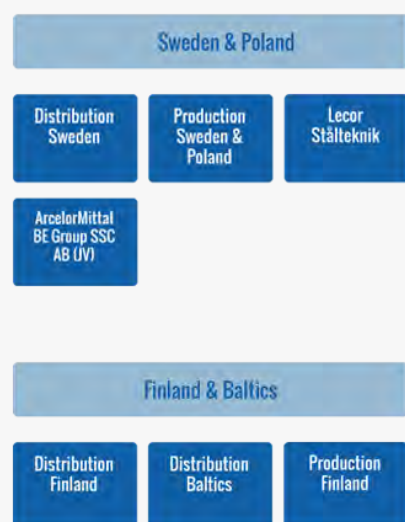 Sweden & Poland
Distribution
Sweden
Production
Sweden &
Poland
Lecor
Stålteknik
ArcelorMittal
BE Group SSC
AB (JV)
Finland & Baltics
Distribution
Finland
Distribution
Baltics
Production
Finland